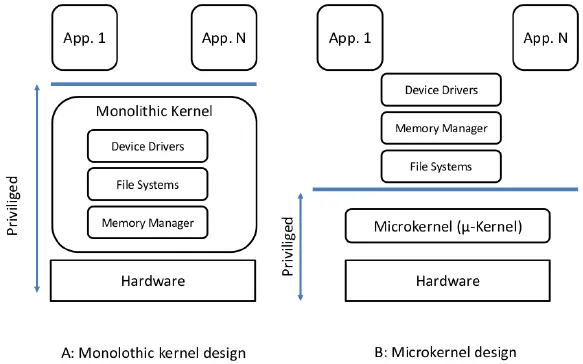 App. 1
App. N
Monolithic Kernel
Device Drivers
File Systems
Memory Manager
Hardware
Priviliged
A: Monolothic kernel design
App. 1
App. N
Device Drivers
Memory Manager
File Systems
Microkernel (μ-Kernel)
Hardware
Priviliged
B: Microkernel design